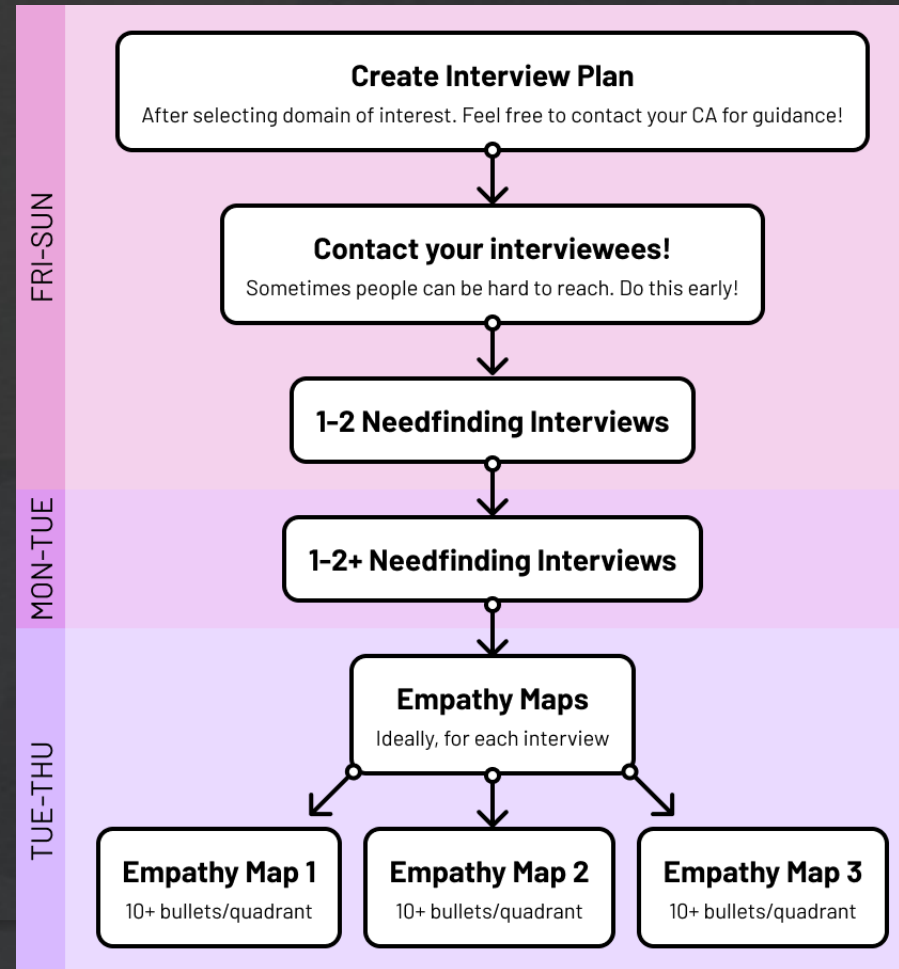 FRI-SUN
Create Interview Plan
After selecting domain of interest. Feel free to contact your CA for guidance!
Contact your interviewees!
Sometimes people can be hard to reach. Do this early!
1-2 Needfinding Interviews
MON-TUE
1-2+ Needfinding Interviews
TUE-THU
Empathy Maps
Ideally, for each interview
Empathy Map 1
10+ bullets/quadrant
Empathy Map 2
10+ bullets/quadrant
Empathy Map 3
10+ bullets/quadrant